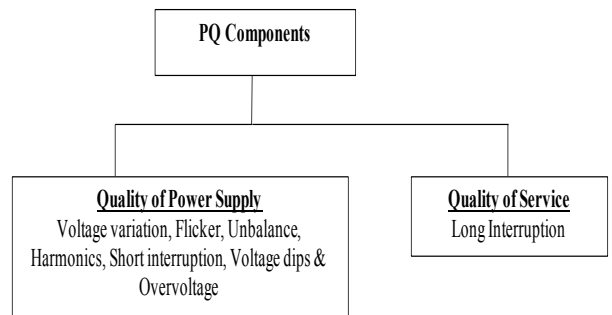 PQ Components
Quality of Power Supply
Voltage variation, Flicker, Unbalance,
Harmonics, Short interruption, Voltage dips &
Overvoltage
Quality of Service
Long Interruption